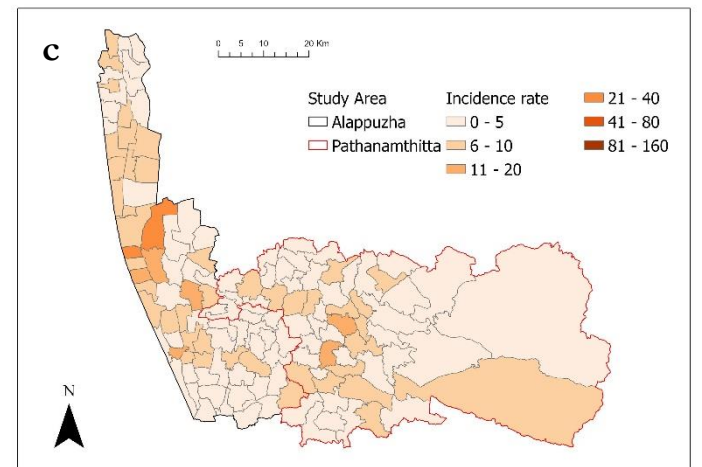 c
0 5 10 20 Km
Study Area
Alappuzha
Pathanamthitta
Incidence rate
0 - 5
6 - 10
11 - 20
21 - 40
41 - 80
81 - 160
N